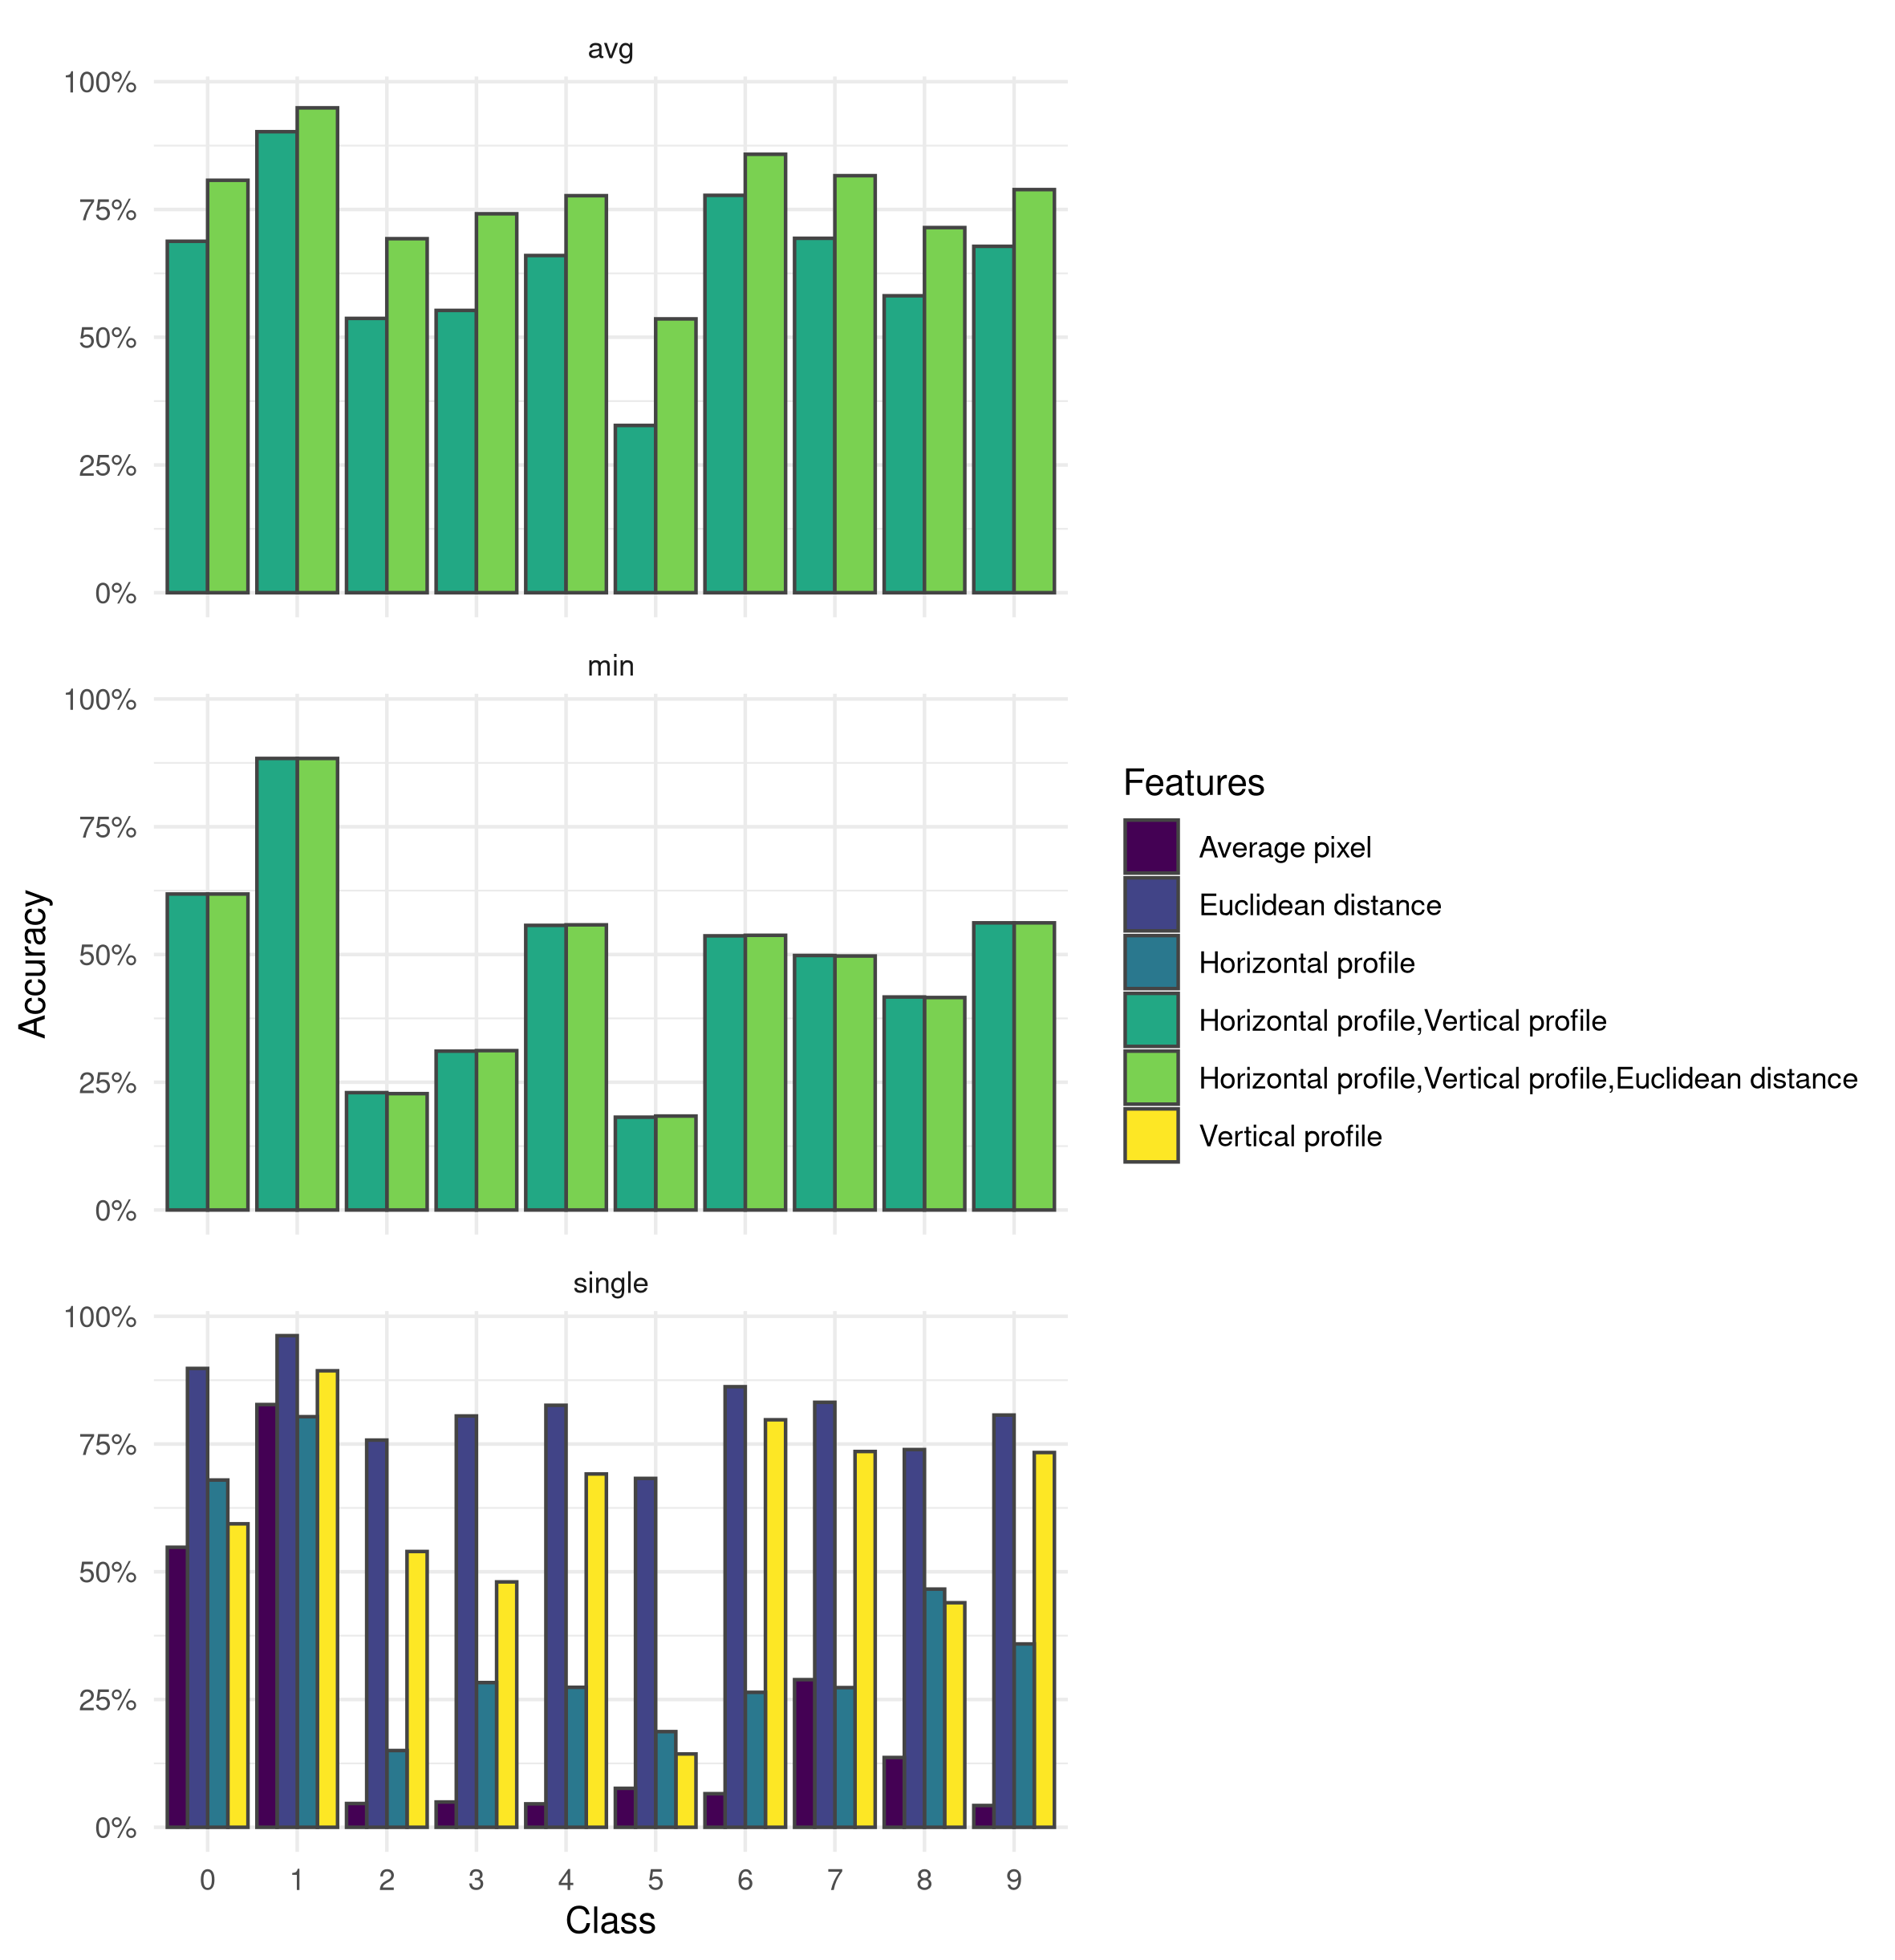 avg
100%
75%
50%
25%
0%
min
100%
75%
50%
25%
0%
single
100%
75%
50%
25%
0%
0 1 2 3 4 5 6 7 8 9
Class
Accuracy
Features
Average pixel
Euclidean distance
Horizontal profile
Horizontal profile,Vertical profile
Horizontal profile,Vertical profile,Euclidean distance
Vertical profile